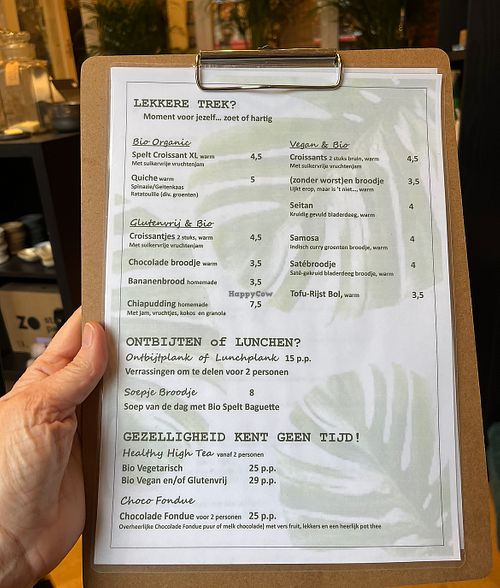 LEKKERE TREK?
Moment voor jezelf... zoet of hartig
Bio Organic
Spelt Croissant XL warm 4,5
Met suikervrije vruchtenjam
Quiche warm 5
Spinazie/Geitenkaas
Ratatouille (div. groenten)
Glutenvrij & Bio
Croissantjes 2 stuks, warm 4,5
Met suikervrije vruchtenjam
Chocolade broodje warm 3,5
Bananenbrood homemade 3,5
Chiapudding homemade 7,5
Met jam, vruchtjes, kokos en granola
Vegan & Bio
Croissants 2 stuks bruin, warm 4,5
Met suikervrije vruchtenjam
(zonder worst)en broodje 3,5
Lijkt erop, maar is 't niet..., warm
Seitan 4
Kruidig gevuld bladerdeeg, warm
Samosa 4
Indisch curry groenten broodje, warm
Satébroodje 4
Saté-gekruid bladerdeeg broodje, warm
Tofu-Rijst Bol, warm 3,5
HappyCow
ONTBIJTEN of LUNCHEN?
Ontbijtplank of Lunchplank 15 p.p.
Verrassingen om te delen voor 2 personen
Soepje Broodje 8
Soep van de dag met Bio Spelt Baguette
GEZELLIGHEID KENT GEEN TIJD!
Healthy High Tea vanaf 2 personen
Bio Vegetarisch 25 p.p.
Bio Vegan en/of Glutenvrij 29 p.p.
Choco Fondue
Chocolade Fondue voor 2 personen 25 p.p.
Overheerlijke Chocolade Fondue puur of melk chocolade) met vers fruit, lekkers en een heerlijk pot thee
ZO